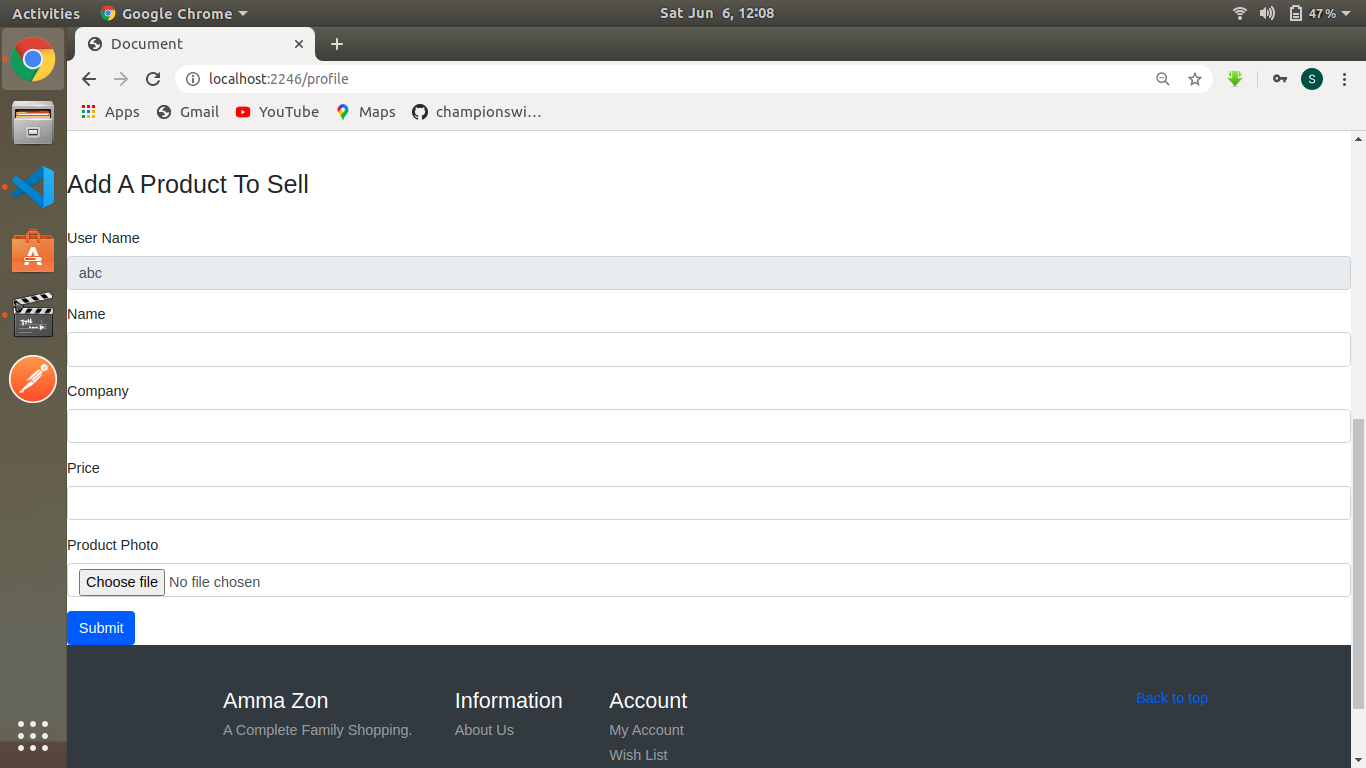 Activities Google Chrome Sat Jun 6, 12:08 47%
Document
localhost:2246/profile S
Apps Gmail YouTube Maps championswi...
Add A Product To Sell
User Name
abc
Name
Company
Price
Product Photo
Choose file No file chosen
Submit
Amma Zon Information Account Back to top
A Complete Family Shopping. About Us My Account
Wish List